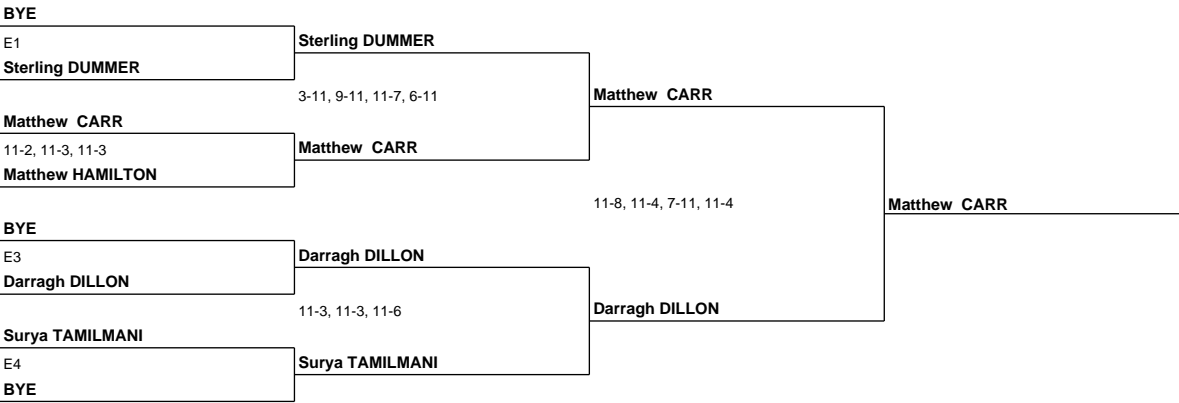 BYE
E1
Sterling DUMMER
Sterling DUMMER
3-11, 9-11, 11-7, 6-11
Matthew CARR
Matthew CARR
11-2, 11-3, 11-3
Matthew CARR
Matthew HAMILTON
11-8, 11-4, 7-11, 11-4
Matthew CARR
BYE
E3
Darragh DILLON
Darragh DILLON
11-3, 11-3, 11-6
Darragh DILLON
Surya TAMILMANI
E4
Surya TAMILMANI
BYE